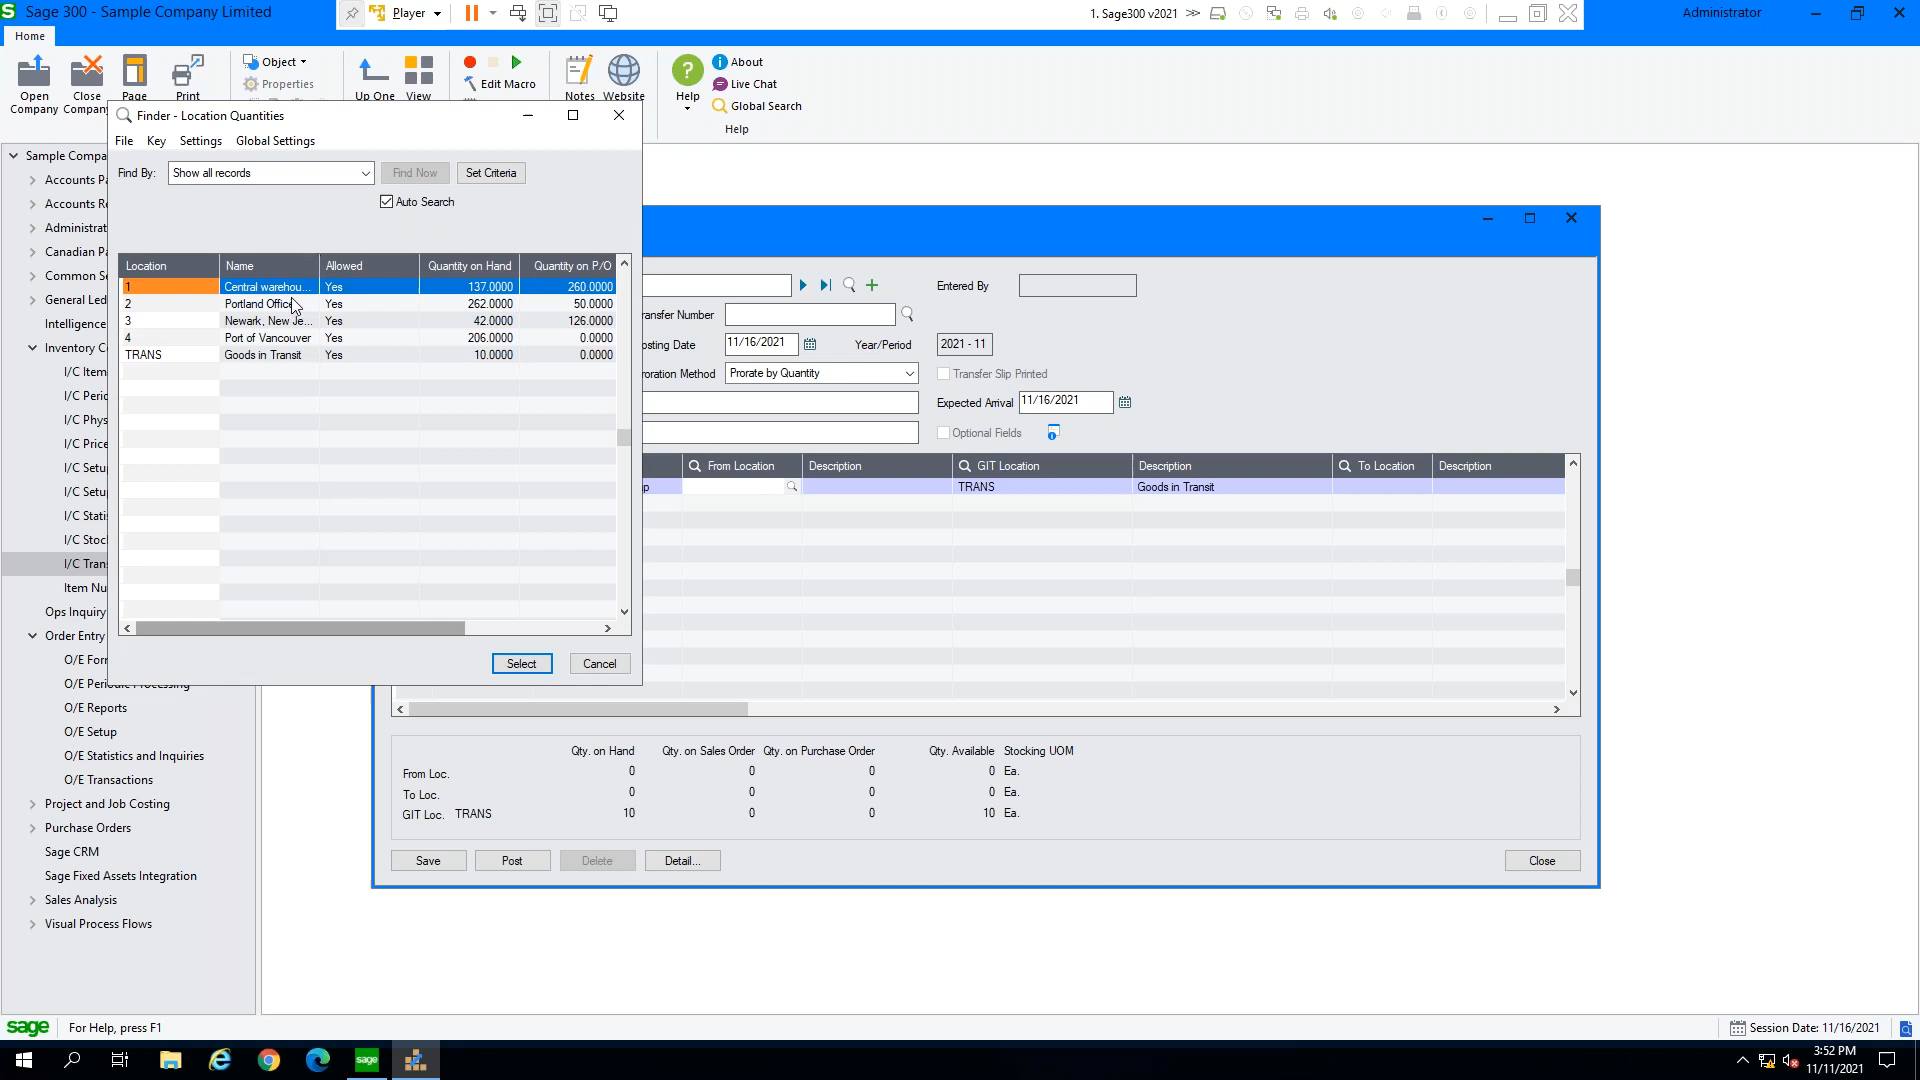 Sage 300 - Sample Company Limited
Player
1. Sage300 v2021
Administrator
Home
Open Company
Close
Page
Print
Object
Properties
Up One
View
Edit Macro
Notes
Website
Help
About
Live Chat
Global Search
Help
Finder - Location Quantities
File Key Settings Global Settings
Find By: Show all records Find Now Set Criteria
Auto Search
Location Name Allowed Quantity on Hand Quantity on P/O
1 Central warehou... Yes 137.0000 260.0000
2 Portland Office Yes 262.0000 50.0000
3 Newark, New Je... Yes 42.0000 126.0000
4 Port of Vancouver Yes 206.0000 0.0000
TRANS Goods in Transit Yes 10.0000 0.0000
Select Cancel
Sample Compa
Accounts Pa
Accounts Re
Administrat
Canadian Pa
Common Se
General Led
Intelligence
Inventory Co
I/C Item
I/C Perio
I/C Phys
I/C Price
I/C Setu
I/C Setu
I/C Stati
I/C Stoc
I/C Tran
Item Nu
Ops Inquiry
Order Entry
O/E For
O/E Periodic Processing
O/E Reports
O/E Setup
O/E Statistics and Inquiries
O/E Transactions
Project and Job Costing
Purchase Orders
Sage CRM
Sage Fixed Assets Integration
Sales Analysis
Visual Process Flows
Entered By
ransfer Number
osting Date 11/16/2021 Year/Period 2021 - 11
roration Method Prorate by Quantity Transfer Slip Printed
Expected Arrival 11/16/2021
Optional Fields
From Location Description GIT Location Description To Location Description
p TRANS Goods in Transit
Qty. on Hand Qty. on Sales Order Qty. on Purchase Order Qty. Available Stocking UOM
From Loc. 0 0 0 0 Ea.
To Loc. 0 0 0 0 Ea.
GIT Loc. TRANS 10 0 0 10 Ea.
Save Post Delete Detail... Close
sage For Help, press F1
Session Date: 11/16/2021
sage
3:52 PM
11/11/2021